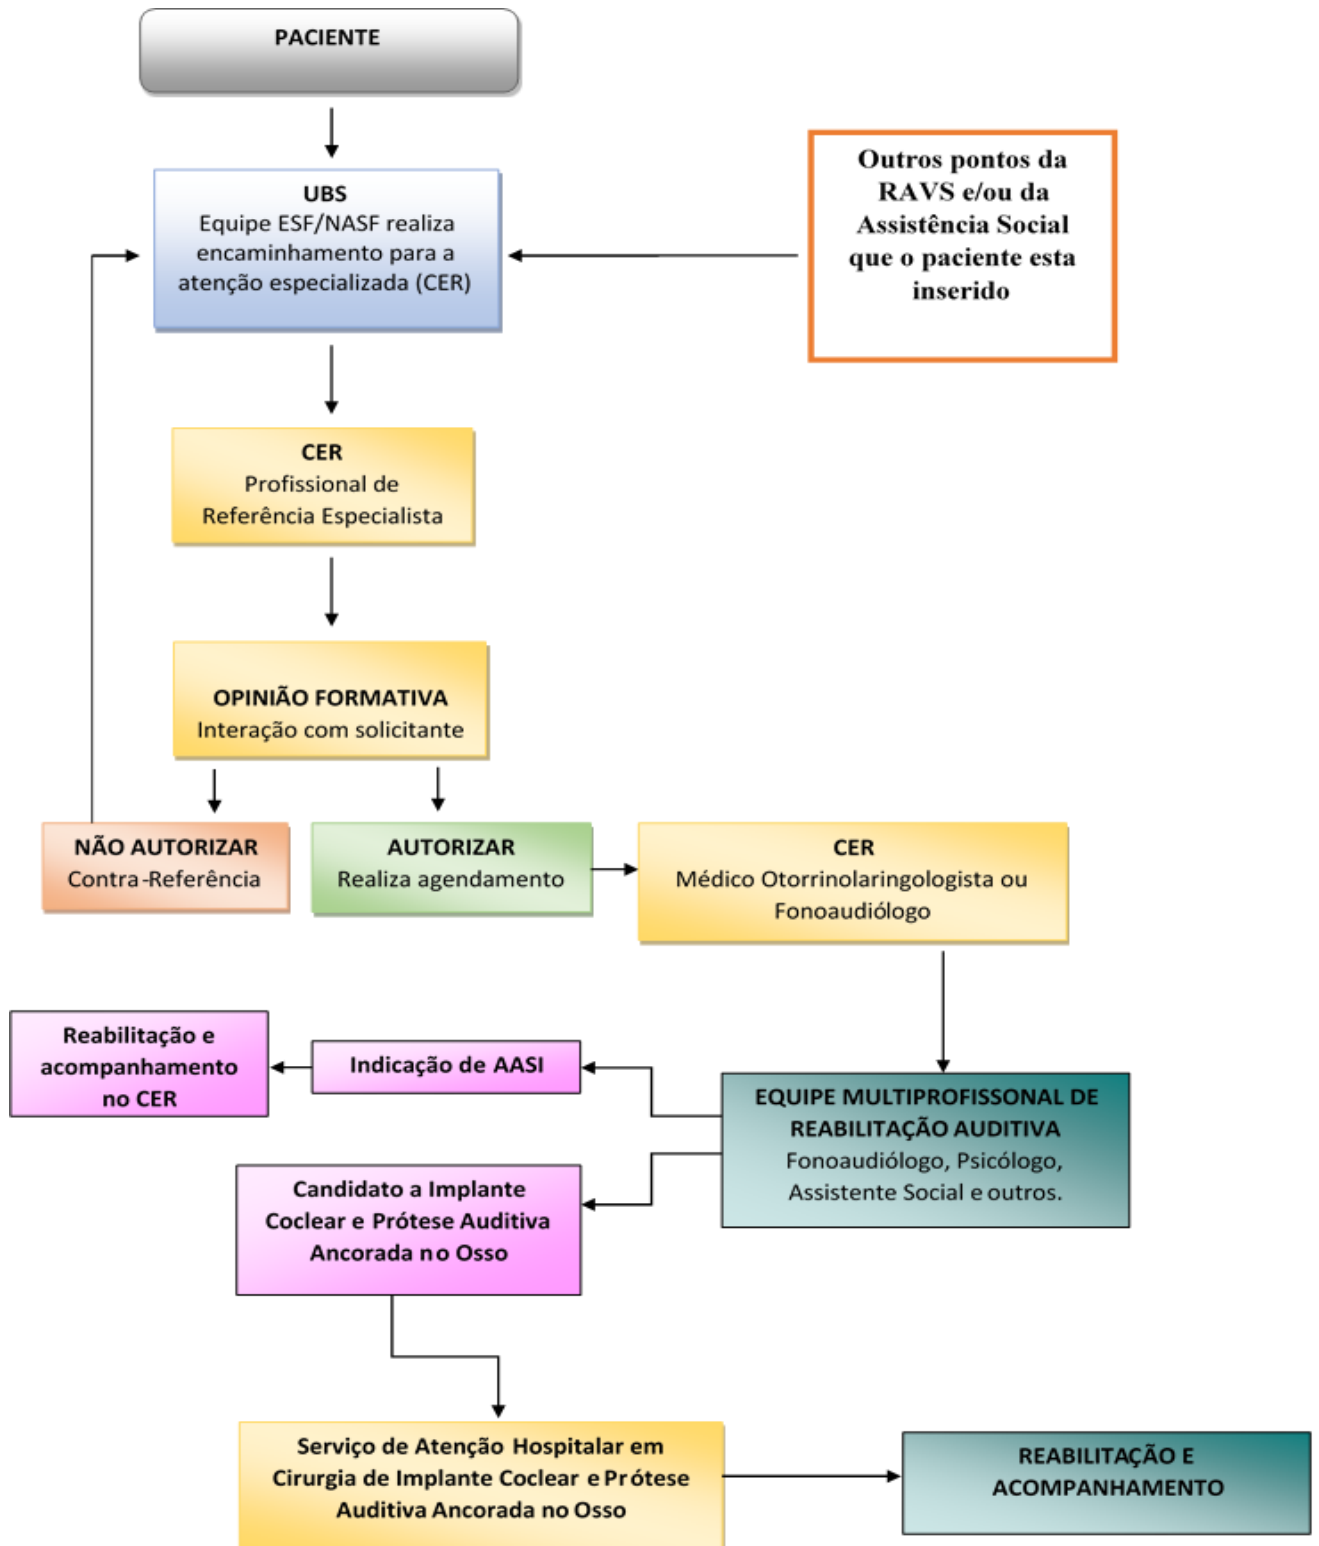 PACIENTE
Outros pontos da
RAVS e/ou da
Assistência Social
que o paciente esta
inserido
UBS
Equipe ESF/NASF realiza
encaminhamento para a
atenção especializada (CER)
CER
Profissional de
Referência Especialista
OPINIÃO FORMATIVA
Interação com solicitante
NÃO AUTORIZAR
Contra-Referência
AUTORIZAR
Realiza agendamento
CER
Médico Otorrinolaringologista ou
Fonoaudiólogo
Reabilitação e
acompanhamento
no CER
Indicação de AASI
EQUIPE MULTIPROFISSONAL DE
REABILITAÇÃO AUDITIVA
Fonoaudiólogo, Psicólogo,
Assistente Social e outros.
Candidato a Implante
Coclear e Prótese Auditiva
Ancorada no Osso
Serviço de Atenção Hospitalar em
Cirurgia de Implante Coclear e Prótese
Auditiva Ancorada no Osso
REABILITAÇÃO E
ACOMPANHAMENTO